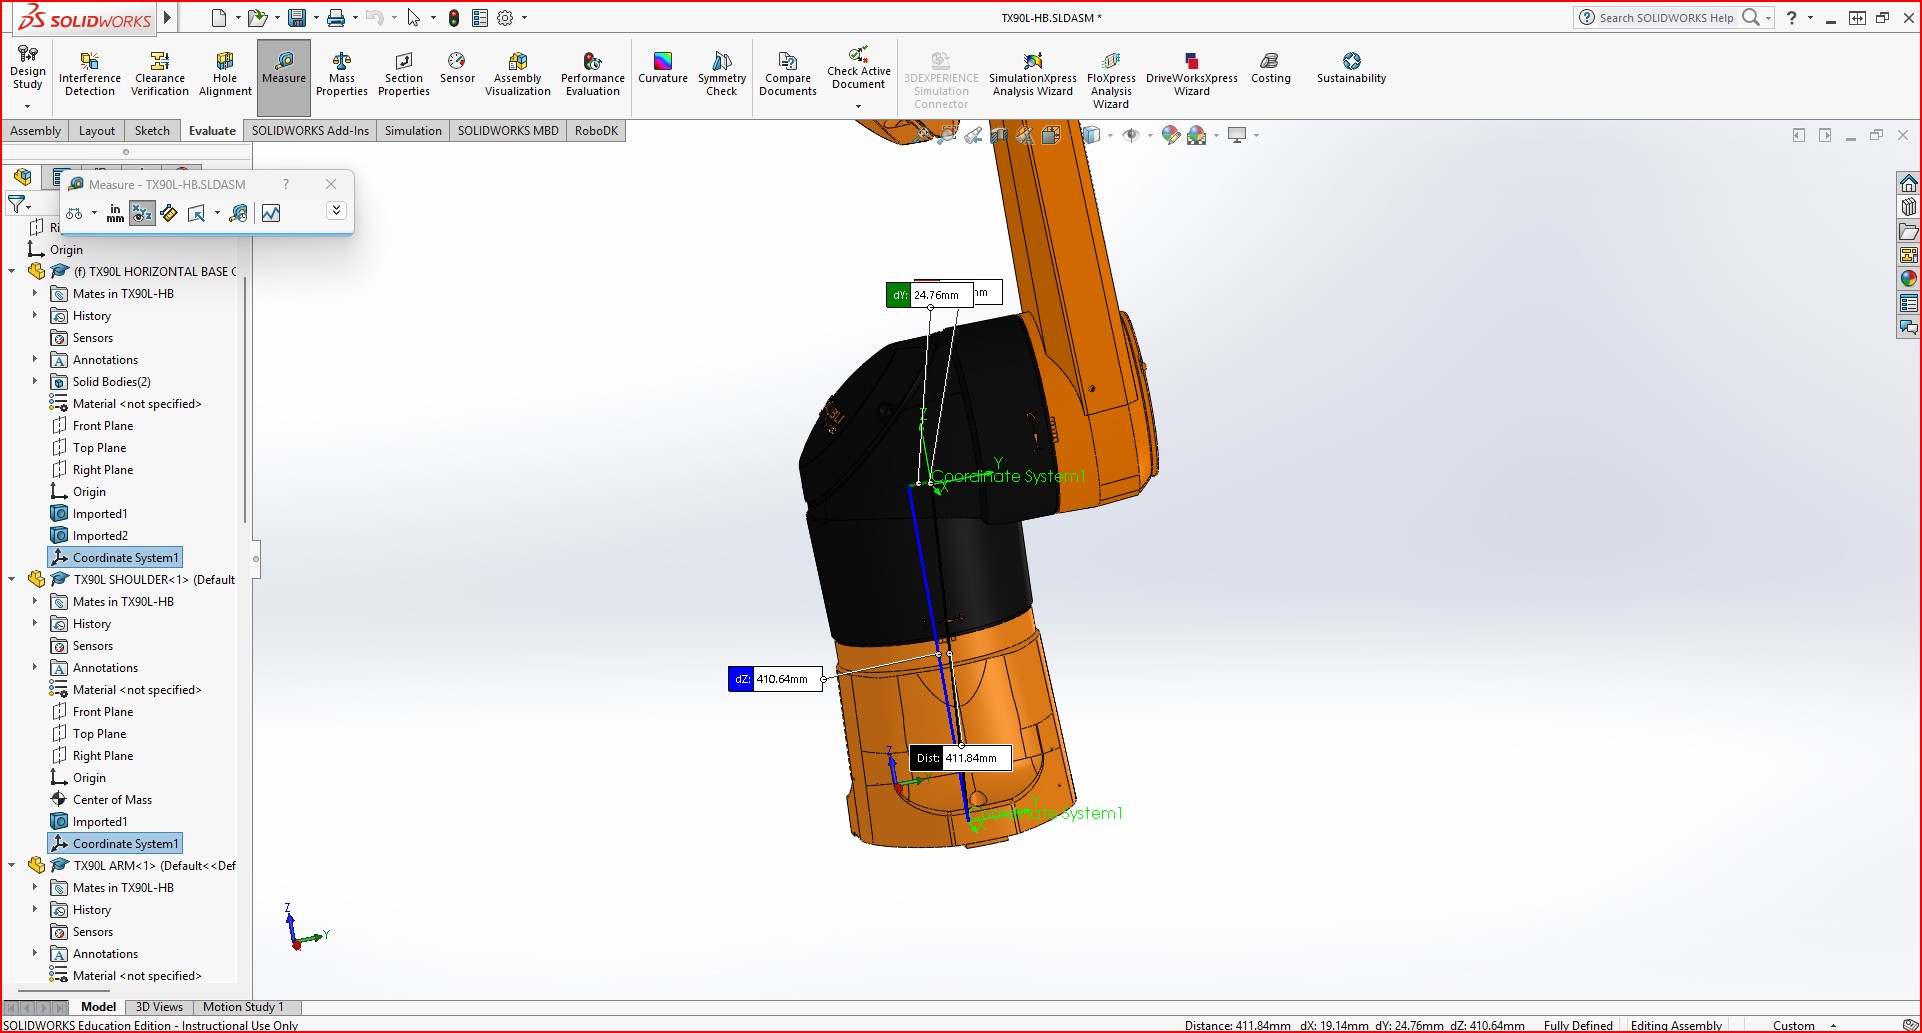 SOLIDWORKS
TX90L-HB.SLDASM *
Search SOLIDWORKS Help
Design Study
Interference Detection
Clearance Verification
Hole Alignment
Measure
Mass Properties
Section Properties
Sensor
Assembly Visualization
Performance Evaluation
Curvature
Symmetry Check
Compare Documents
Check Active Document
3DEXPERIENCE Simulation Connector
SimulationXpress Analysis Wizard
FloXpress Analysis Wizard
DriveWorksXpress Wizard
Costing
Sustainability
Assembly
Layout
Sketch
Evaluate
SOLIDWORKS Add-Ins
Simulation
SOLIDWORKS MBD
RoboDK
Measure - TX90L-HB.SLDASM
?
in
mm
Ri
Origin
(f) TX90L HORIZONTAL BASE C
Mates in TX90L-HB
History
Sensors
Annotations
Solid Bodies(2)
Material <not specified>
Front Plane
Top Plane
Right Plane
Origin
Imported1
Imported2
Coordinate System1
TX90L SHOULDER<1> (Default
Mates in TX90L-HB
History
Sensors
Annotations
Material <not specified>
Front Plane
Top Plane
Right Plane
Origin
Center of Mass
Imported1
Coordinate System1
TX90L ARM<1> (Default<<Def
Mates in TX90L-HB
History
Sensors
Annotations
Material <not specified>
dY: 24.76mm
Z
Y
Coordinate System1
X
dZ: 410.64mm
Dist: 411.84mm
Z
Y
System1
X
Z
Y
Model
3D Views
Motion Study 1
SOLIDWORKS Education Edition - Instructional Use Only
Distance: 411.84mm dX: 19.14mm dY: 24.76mm dZ: 410.64mm
Fully Defined
Editing Assembly
Custom